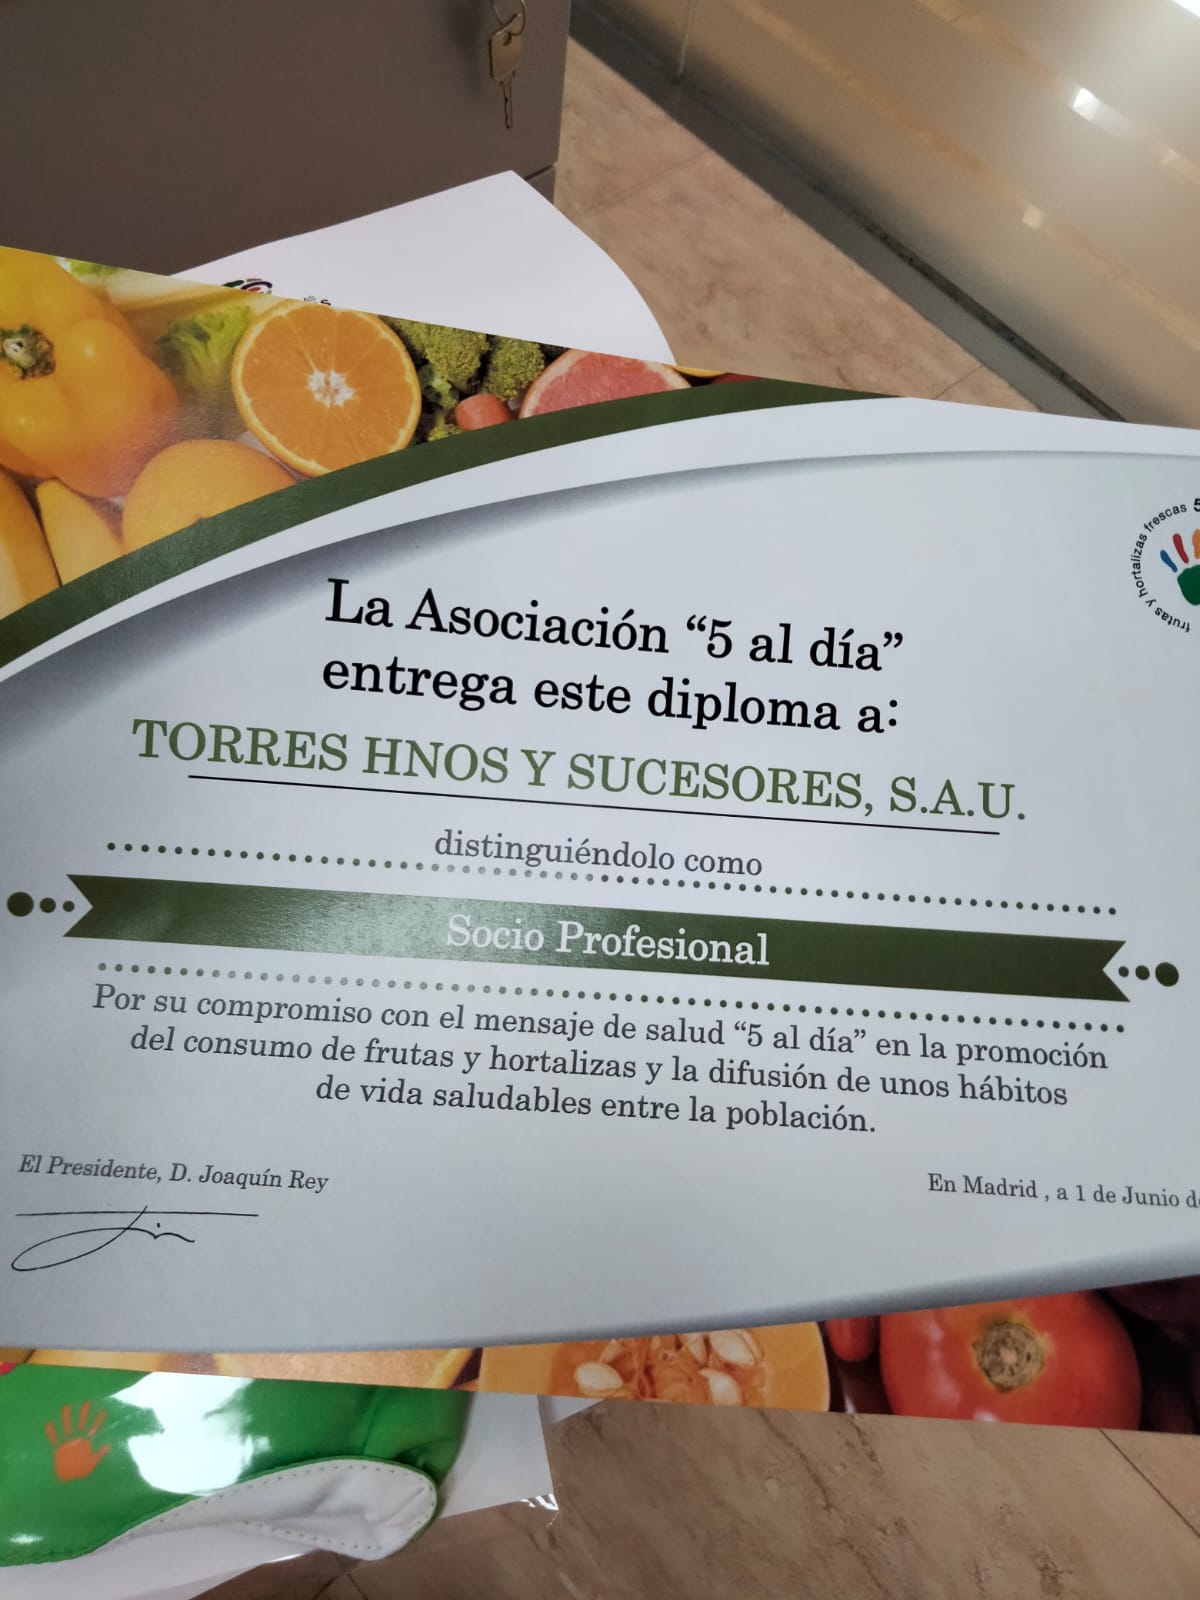 frutas y hortalizas frescas 5
La Asociación “5 al día”
entrega este diploma a:
TORRES HNOS Y SUCESORES, S.A.U.
distinguiéndolo como
Socio Profesional
Por su compromiso con el mensaje de salud “5 al día” en la promoción
del consumo de frutas y hortalizas y la difusión de unos hábitos
de vida saludables entre la población.
El Presidente, D. Joaquín Rey
En Madrid , a 1 de Junio de